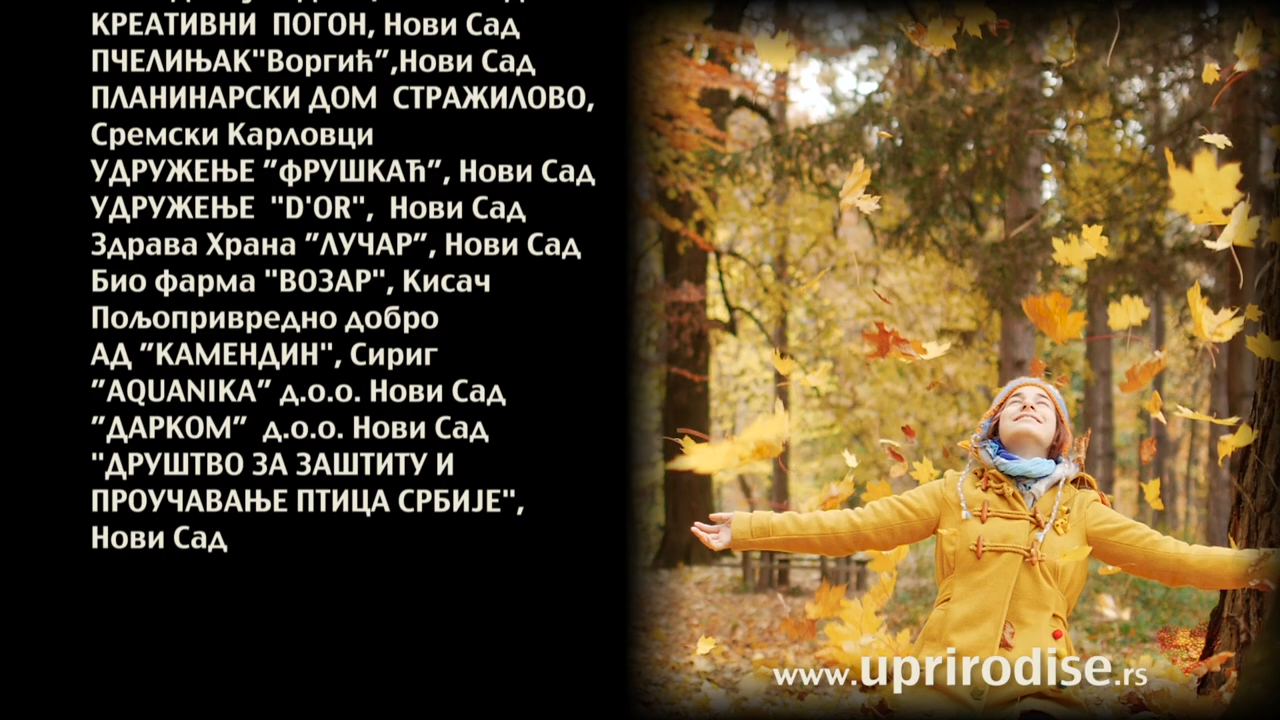 КРЕАТИВНИ ПОГОН, Нови Сад
ПЧЕЛИЊАК"Воргић”,Нови Сад
ПЛАНИНАРСКИ ДОМ СТРАЖИЛОВО,
Сремски Карловци
УДРУЖЕЊЕ ”ФРУШКАЋ”, Нови Сад
УДРУЖЕЊЕ "D'OR", Нови Сад
Здрава Храна ”ЛУЧАР”, Нови Сад
Био фарма "ВОЗАР", Кисач
Пољопривредно добро
АД ”КАМЕНДИН", Сириг
”AQUANIKA” д.о.о. Нови Сад
”ДАРКОМ” д.о.о. Нови Сад
"ДРУШТВО ЗА ЗАШТИТУ И
ПРОУЧАВАЊЕ ПТИЦА СРБИЈЕ",
Нови Сад
www.uprirodise.rs